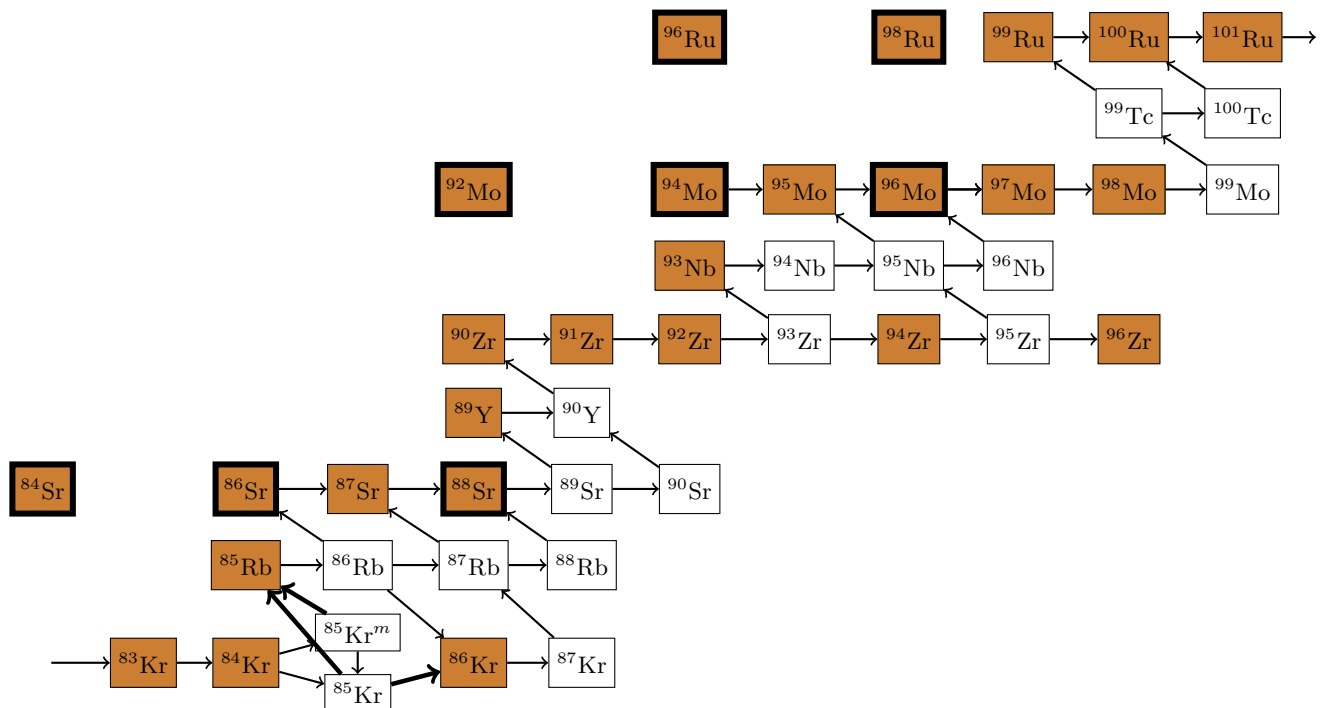 ⁹⁶Ru ⁹⁸Ru ⁹⁹Ru ¹⁰⁰Ru ¹⁰¹Ru
⁹⁹Tc ¹⁰⁰Tc
⁹²Mo ⁹⁴Mo ⁹⁵Mo ⁹⁶Mo ⁹⁷Mo ⁹⁸Mo ⁹⁹Mo
⁹³Nb ⁹⁴Nb ⁹⁵Nb ⁹⁶Nb
⁹⁰Zr ⁹¹Zr ⁹²Zr ⁹³Zr ⁹⁴Zr ⁹⁵Zr ⁹⁶Zr
⁸⁹Y ⁹⁰Y
⁸⁴Sr ⁸⁶Sr ⁸⁷Sr ⁸⁸Sr ⁸⁹Sr ⁹⁰Sr
⁸⁵Rb ⁸⁶Rb ⁸⁷Rb ⁸⁸Rb
⁸⁵Krᵐ
⁸³Kr ⁸⁴Kr ⁸⁶Kr ⁸⁷Kr
⁸⁵Kr